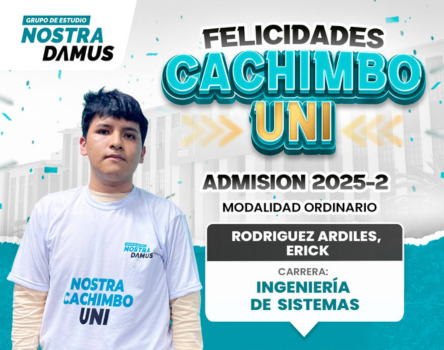 GRUPO DE ESTUDIO
NOSTRA
DAMUS
FELICIDADES
CACHIMBO
UNI
ADMISION 2025-2
MODALIDAD ORDINARIO
RODRIGUEZ ARDILES,
ERICK
CARRERA:
INGENIERÍA
DE SISTEMAS
NOSTRA
DAMUS
NOSTRA
CACHIMBO
UNI